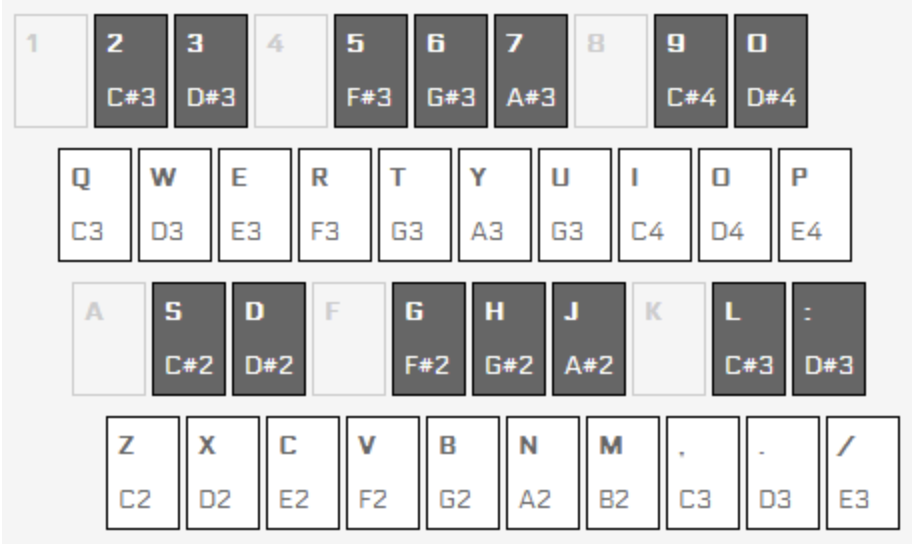 1 2 3 4 5 6 7 8 9 0
C#3 D#3 F#3 G#3 A#3 C#4 D#4
Q W E R T Y U I O P
C3 D3 E3 F3 G3 A3 G3 C4 D4 E4
A S D F G H J K L :
C#2 D#2 F#2 G#2 A#2 C#3 D#3
Z X C V B N M , . /
C2 D2 E2 F2 G2 A2 B2 C3 D3 E3